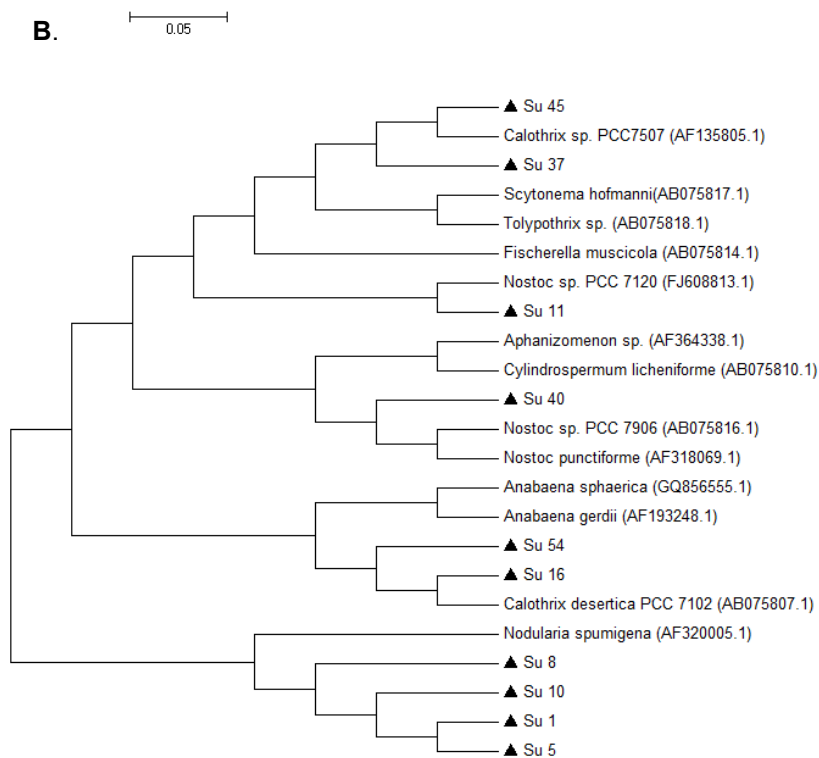 B.
0.05
▲ Su 45
Calothrix sp. PCC7507 (AF135805.1)
▲ Su 37
Scytonema hofmanni(AB075817.1)
Tolypothrix sp. (AB075818.1)
Fischerella muscicola (AB075814.1)
Nostoc sp. PCC 7120 (FJ608813.1)
▲ Su 11
Aphanizomenon sp. (AF364338.1)
Cylindrospermum licheniforme (AB075810.1)
▲ Su 40
Nostoc sp. PCC 7906 (AB075816.1)
Nostoc punctiforme (AF318069.1)
Anabaena sphaerica (GQ856555.1)
Anabaena gerdii (AF193248.1)
▲ Su 54
▲ Su 16
Calothrix desertica PCC 7102 (AB075807.1)
Nodularia spumigena (AF320005.1)
▲ Su 8
▲ Su 10
▲ Su 1
▲ Su 5